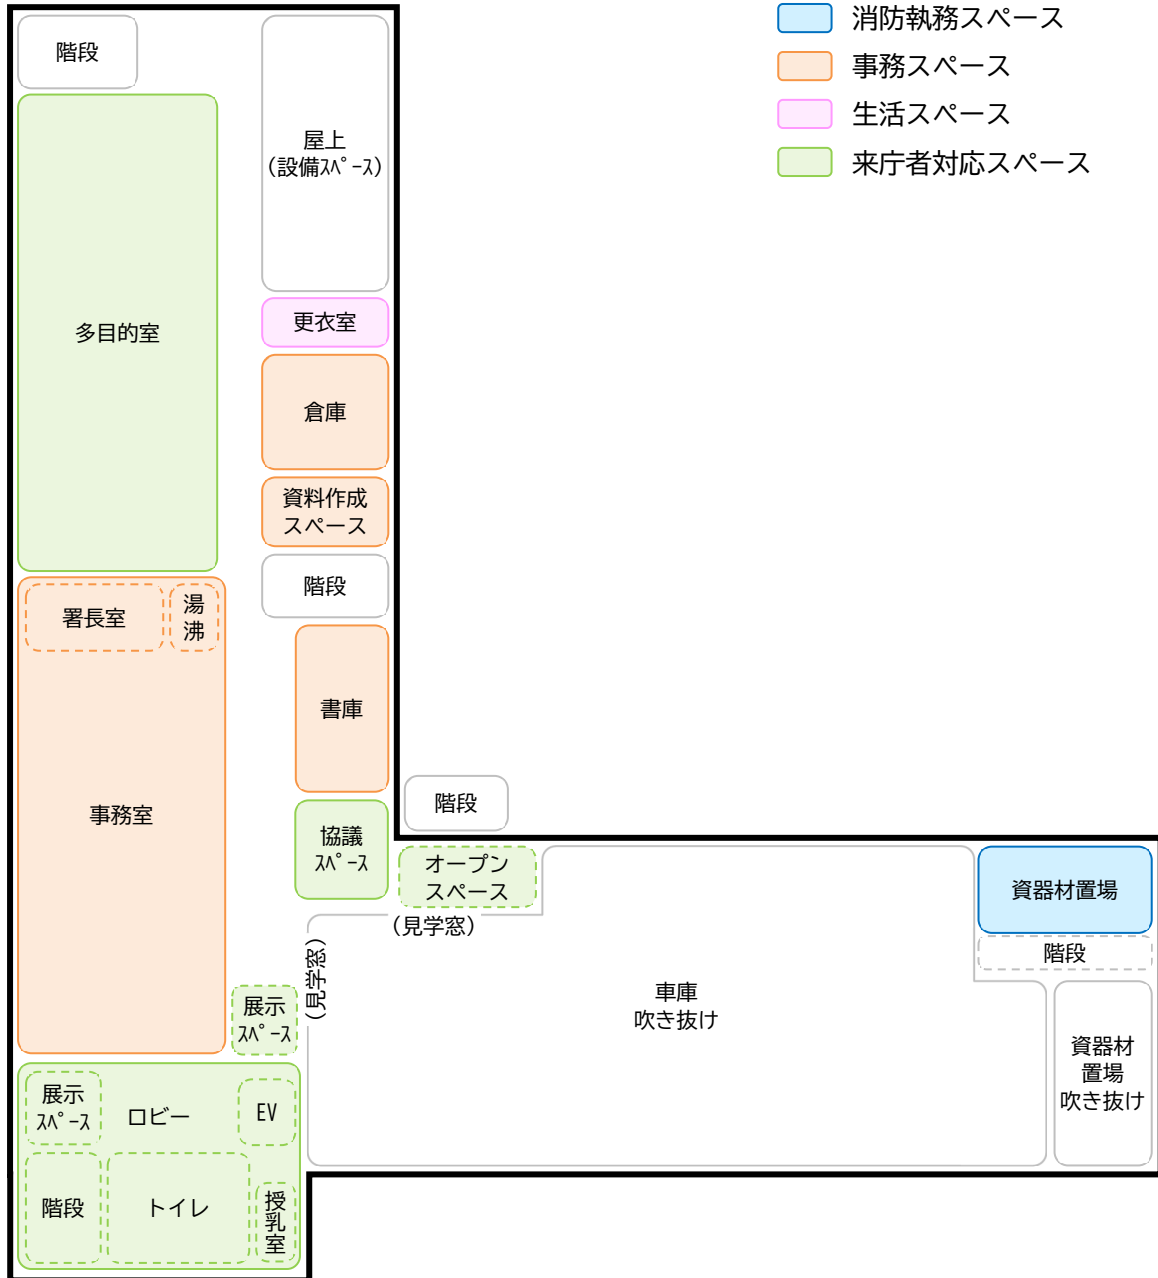 消防執務スペース
事務スペース
生活スペース
来庁者対応スペース
階段
屋上
（設備ｽﾍﾟｰｽ）
多目的室
更衣室
倉庫
資料作成
スペース
階段
署長室
湯
沸
書庫
事務室
階段
協議
ｽﾍﾟｰｽ
オープン
スペース
（見学窓）
（見学窓）
資器材置場
階段
車庫
吹き抜け
展示
ｽﾍﾟｰｽ
資器材
置場
吹き抜け
展示
ｽﾍﾟｰｽ
ロビー
EV
階段
トイレ
授
乳
室